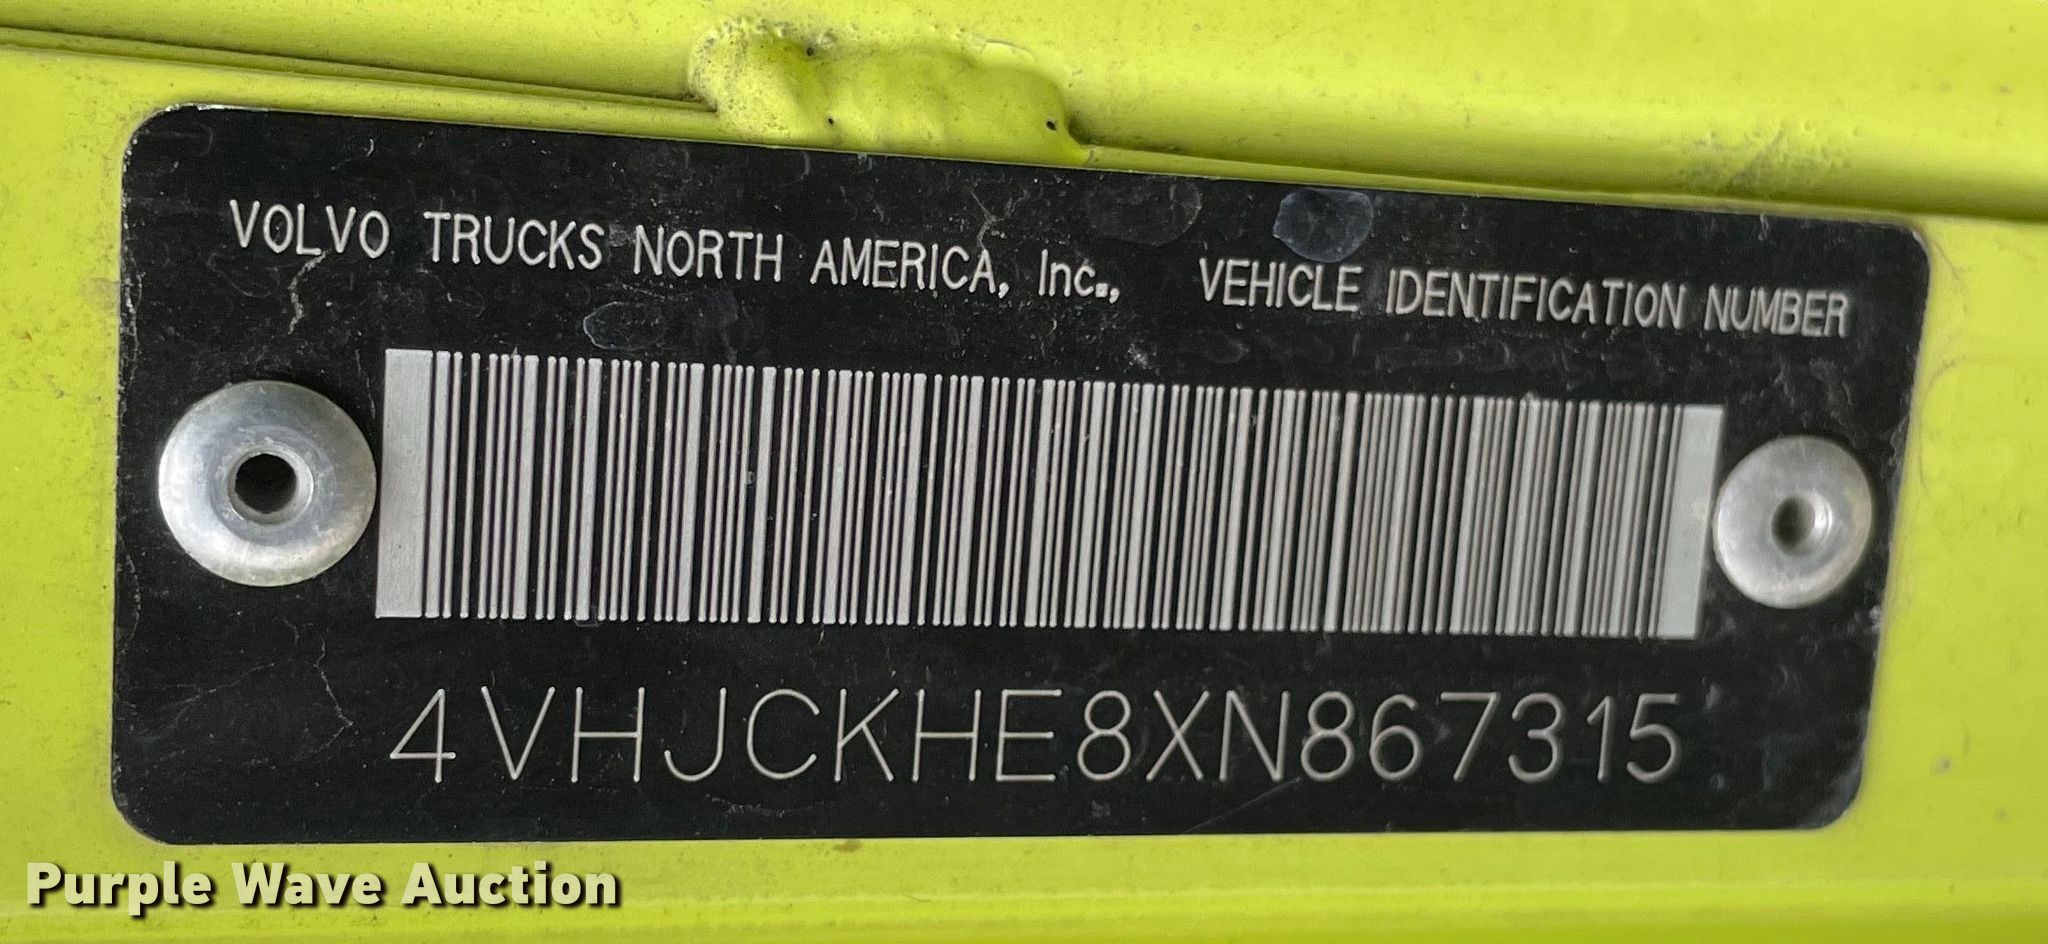 VOLVO TRUCKS NORTH AMERICA, Inc., VEHICLE IDENTIFICATION NUMBER
4VHJCKHE8XN867315
Purple Wave Auction